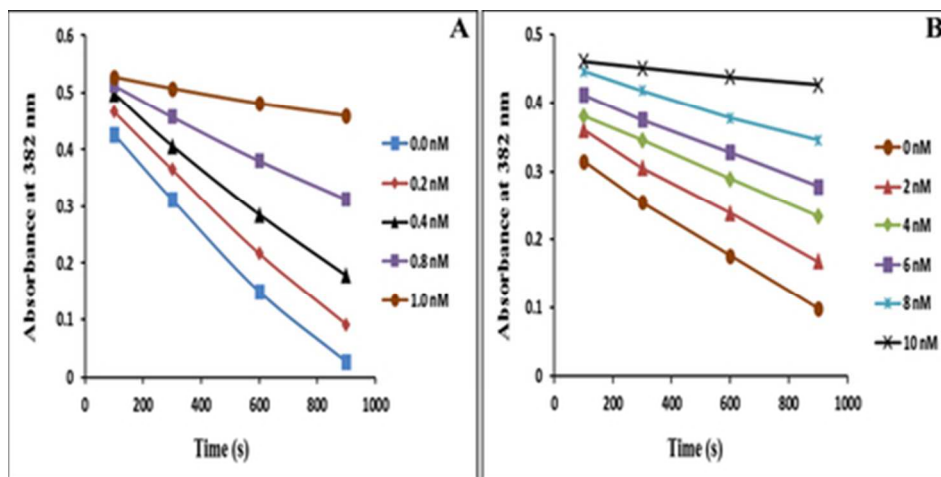 A
Absorbance at 382 nm
0.6
0.5
0.4
0.3
0.2
0.1
0
0 200 400 600 800 1000
Time (s)
0.0 nM
0.2 nM
0.4 nM
0.8 nM
1.0 nM
B
Absorbance at 382 nm
0.5
0.4
0.3
0.2
0.1
0
0 200 400 600 800 1000
Time (s)
0 nM
2 nM
4 nM
6 nM
8 nM
10 nM